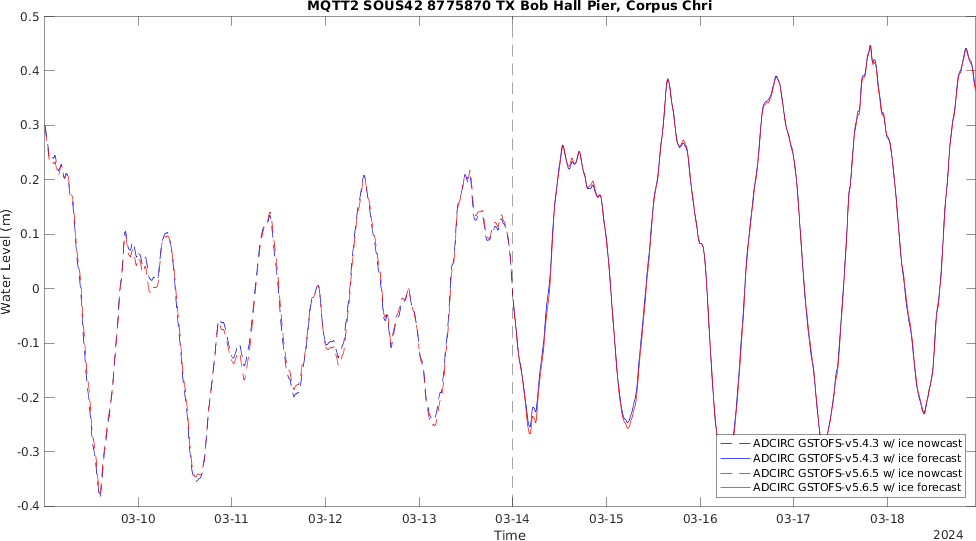 MQTT2 SOUS42 8775870 TX Bob Hall Pier, Corpus Chri
0.5
0.4
0.3
0.2
0.1
0
-0.1
-0.2
-0.3
-0.4
Water Level (m)
ADCIRC GSTOFS-v5.4.3 w/ ice nowcast
ADCIRC GSTOFS-v5.4.3 w/ ice forecast
ADCIRC GSTOFS-v5.6.5 w/ ice nowcast
ADCIRC GSTOFS-v5.6.5 w/ ice forecast
03-10 03-11 03-12 03-13 03-14 03-15 03-16 03-17 03-18
Time
2024